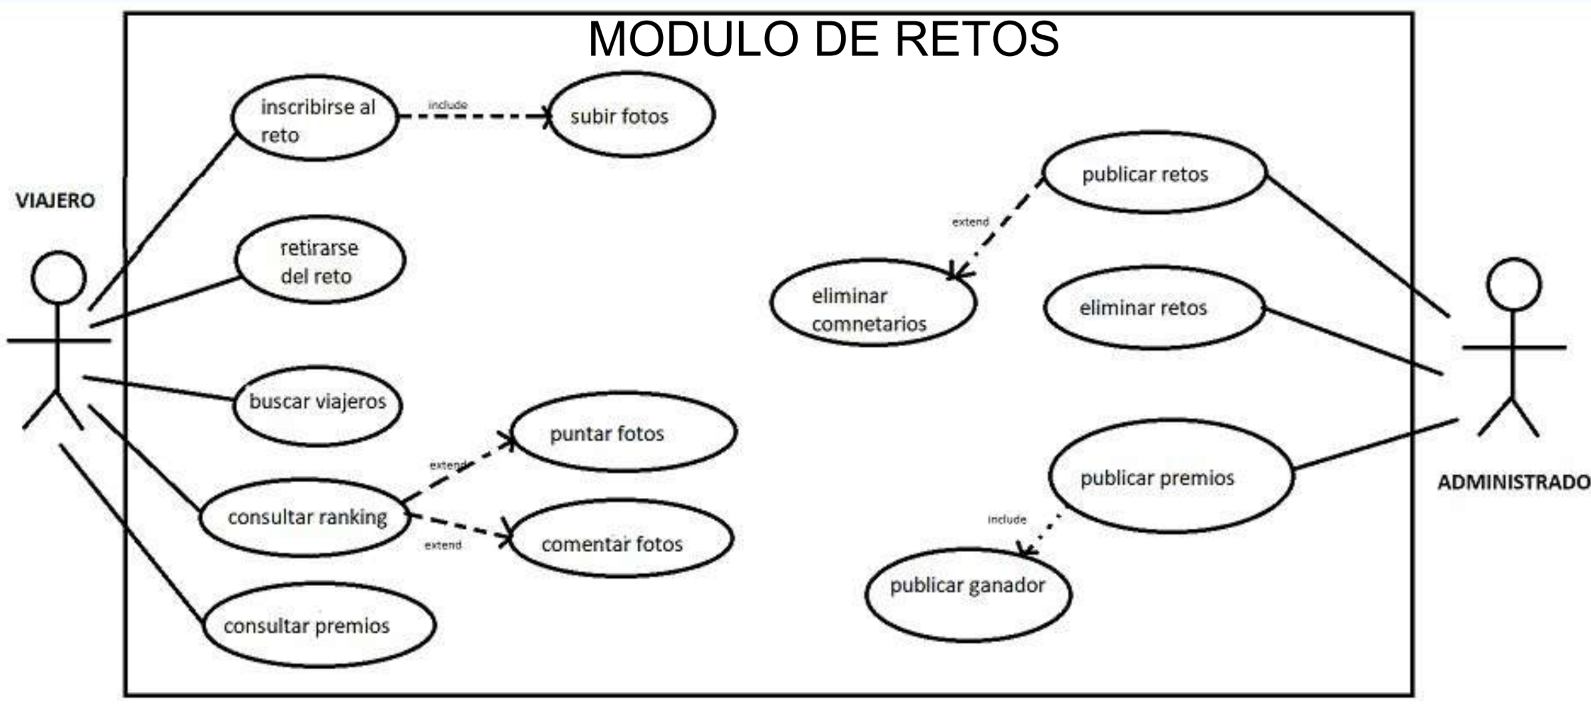 MODULO DE RETOS
VIAJERO
inscribirse al
reto
include
subir fotos
retirarse
del reto
buscar viajeros
consultar ranking
extend
puntar fotos
extend
comentar fotos
consultar premios
publicar retos
extend
eliminar
comnetarios
eliminar retos
publicar premios
include
publicar ganador
ADMINISTRADO